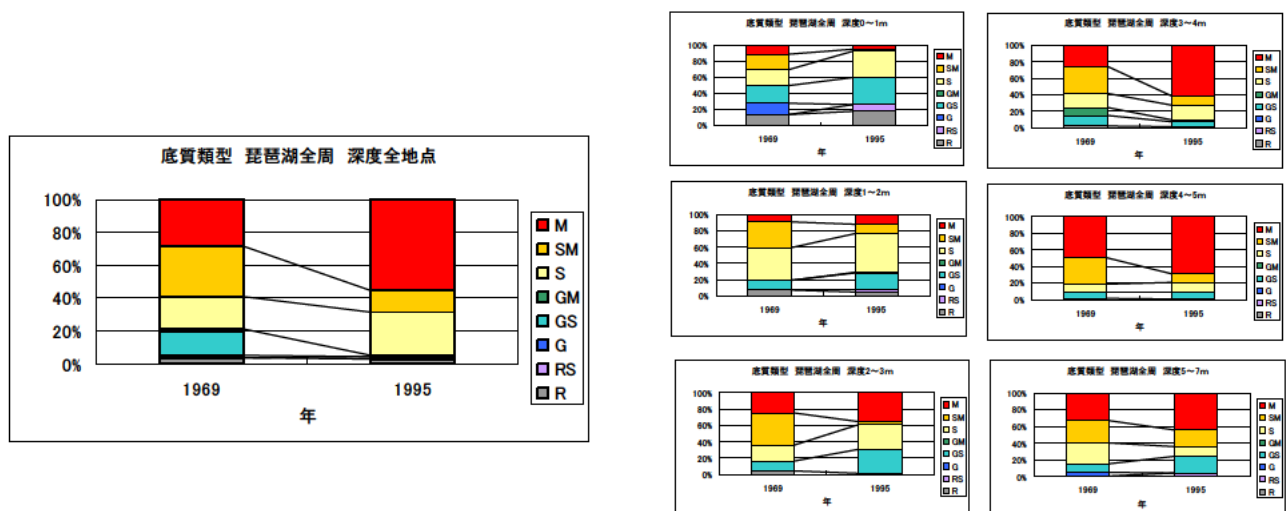 底質類型 琵琶湖全周 深度全地点
100%
80%
60%
40%
20%
0%
1969 1995
年
M
SM
S
GM
GS
G
RS
R
底質類型 琵琶湖全周 深度0~1m
100%
80%
60%
40%
20%
0%
1969 1995
年
M
SM
S
GM
GS
G
RS
R
底質類型 琵琶湖全周 深度3~4m
100%
80%
60%
40%
20%
0%
1969 1995
年
M
SM
S
GM
GS
G
RS
R
底質類型 琵琶湖全周 深度1~2m
100%
80%
60%
40%
20%
0%
1969 1995
年
M
SM
S
GM
GS
G
RS
R
底質類型 琵琶湖全周 深度4~5m
100%
80%
60%
40%
20%
0%
1969 1995
年
M
SM
S
GM
GS
G
RS
R
底質類型 琵琶湖全周 深度2~3m
100%
80%
60%
40%
20%
0%
1969 1995
年
M
SM
S
GM
GS
G
RS
R
底質類型 琵琶湖全周 深度5~7m
100%
80%
60%
40%
20%
0%
1969 1995
年
M
SM
S
GM
GS
G
RS
R